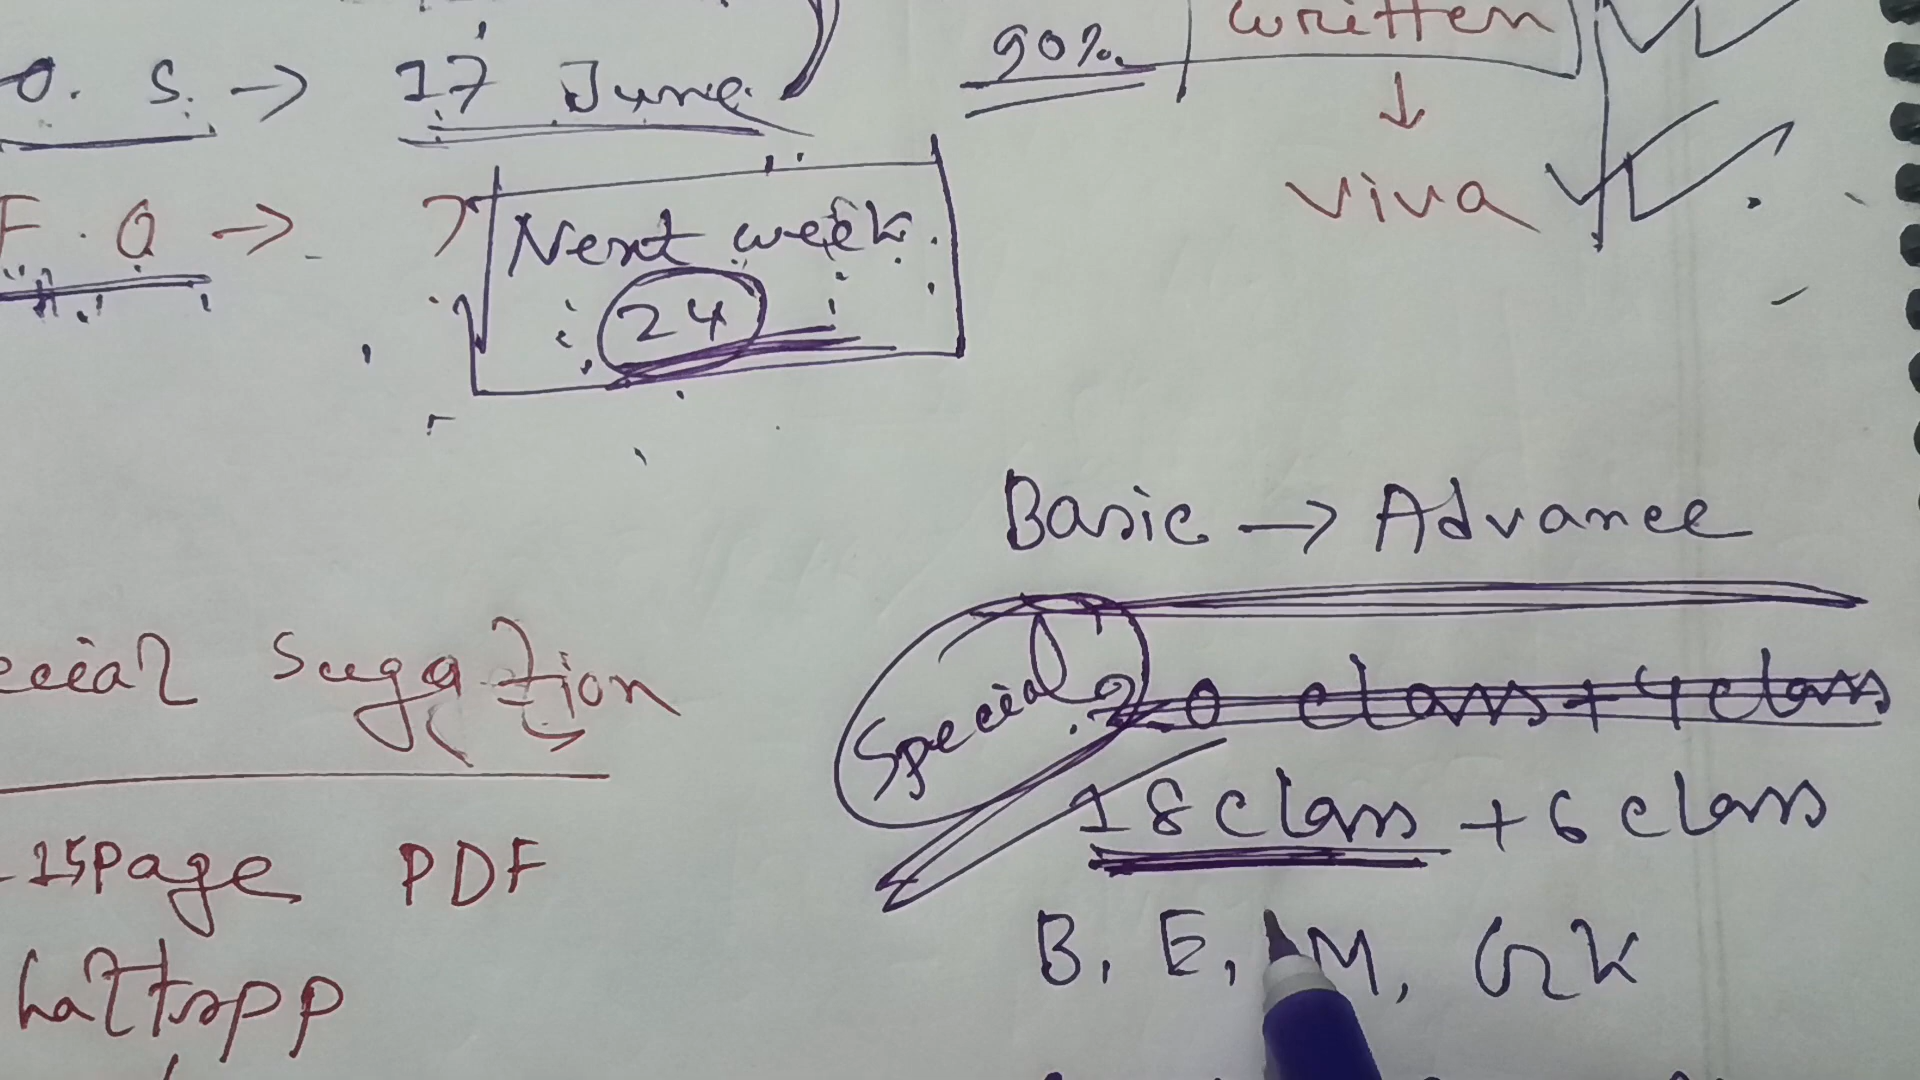 O. S. → 17 June
F. Q →
Next week.
24
90%
written
↓
viva
Basic → Advance
Special
20 class + 4 class
18 class + 6 class
B, E, M, GK
ecial Sugation
15 page PDF
hattsapp